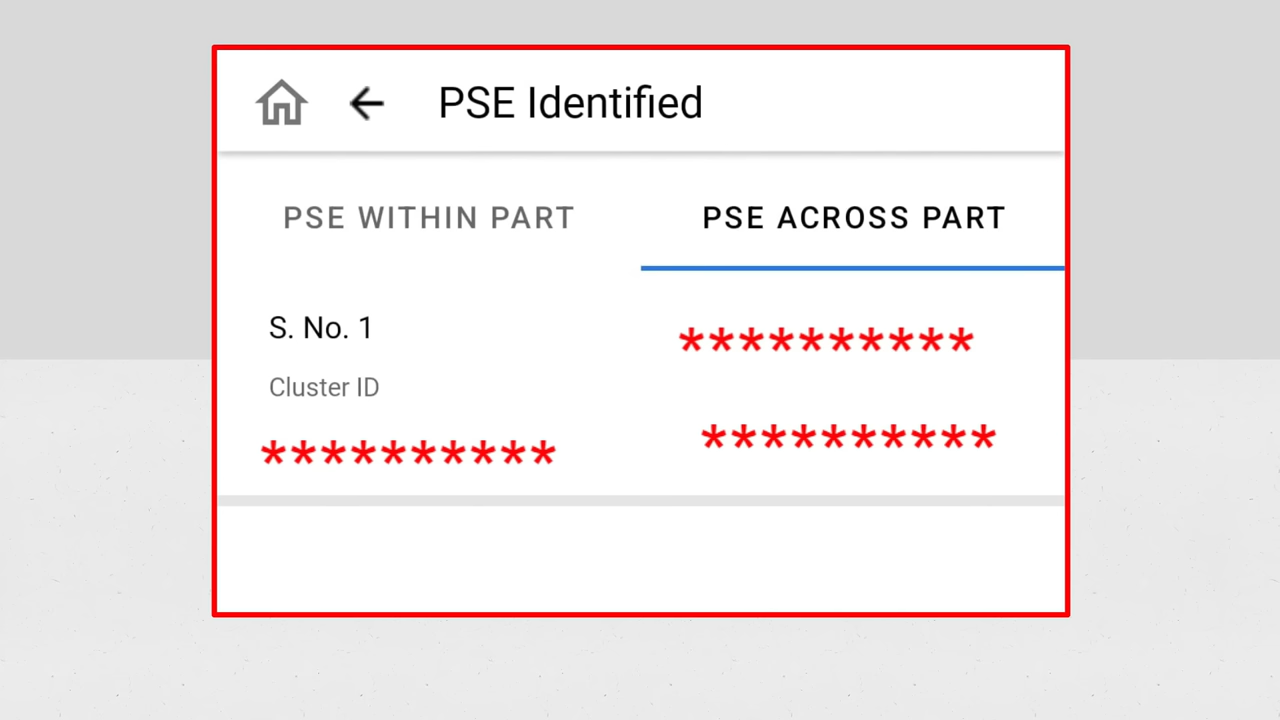 PSE Identified
PSE WITHIN PART PSE ACROSS PART
S. No. 1
**********
Cluster ID
**********
**********